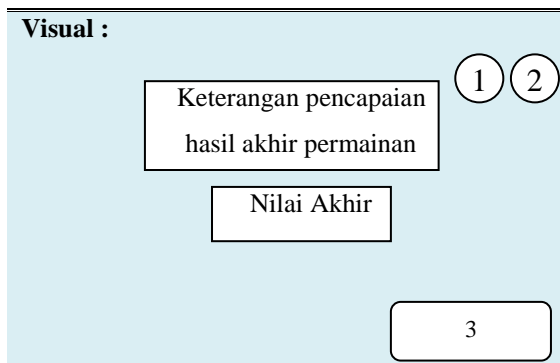 Visual :
1 2
Keterangan pencapaian
hasil akhir permainan
Nilai Akhir
3